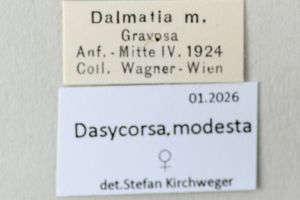 Dalmatia m.
Gravosa
Anf.-Mitte IV. 1924
Coll. Wagner-Wien
01.2026
Dasycorsa, modesta
♀
det.Stefan Kirchweger